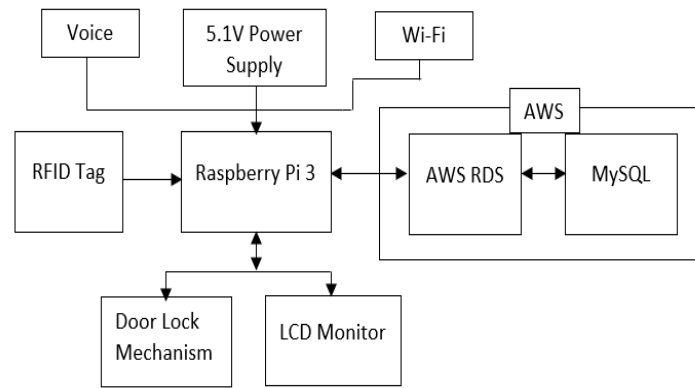 Voice
5.1V Power
Supply
Wi-Fi
AWS
RFID Tag
Raspberry Pi 3
AWS RDS
MySQL
Door Lock
Mechanism
LCD Monitor